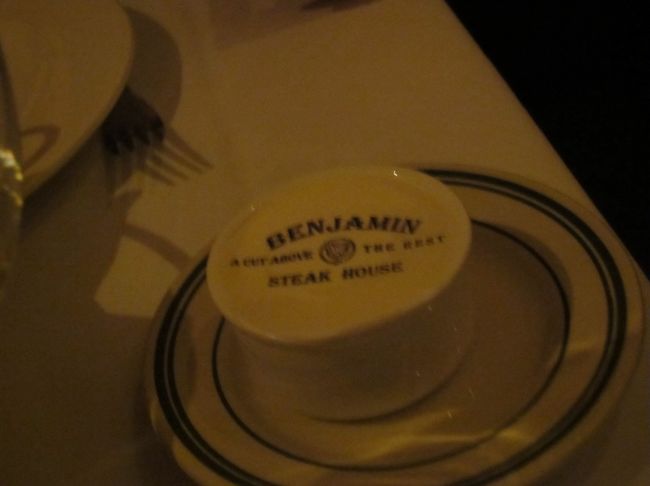 BENJAMIN
A CUT ABOVE THE REST
STEAK HOUSE